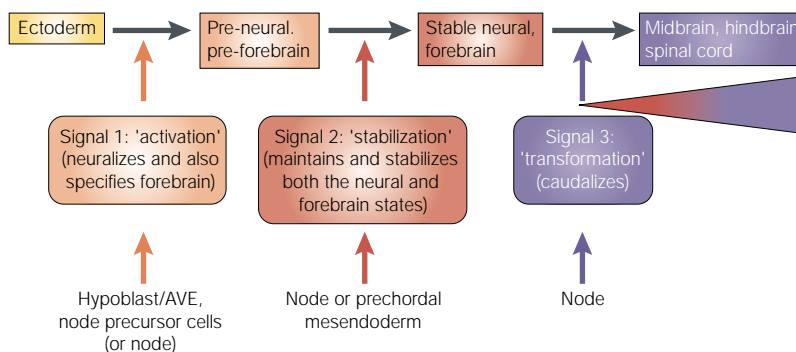 Ectoderm
Pre-neural.
pre-forebrain
Stable neural,
forebrain
Midbrain, hindbrain
spinal cord
Signal 1: 'activation'
(neuralizes and also
specifies forebrain)
Signal 2: 'stabilization'
(maintains and stabilizes
both the neural and
forebrain states)
Signal 3:
'transformation'
(caudalizes)
Hypoblast/AVE,
node precursor cells
(or node)
Node or prechordal
mesendoderm
Node